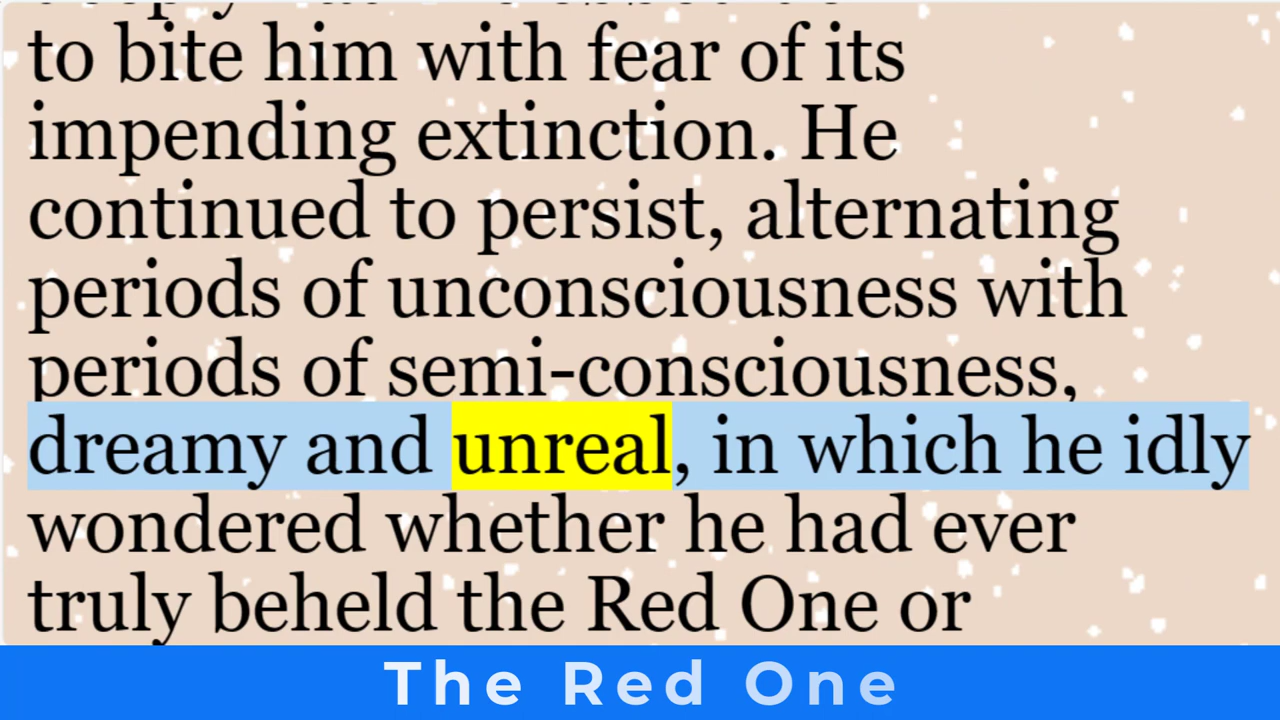 to bite him with fear of its
impending extinction. He
continued to persist, alternating
periods of unconsciousness with
periods of semi-consciousness,
dreamy and unreal, in which he idly
wondered whether he had ever
truly beheld the Red One or
The Red One